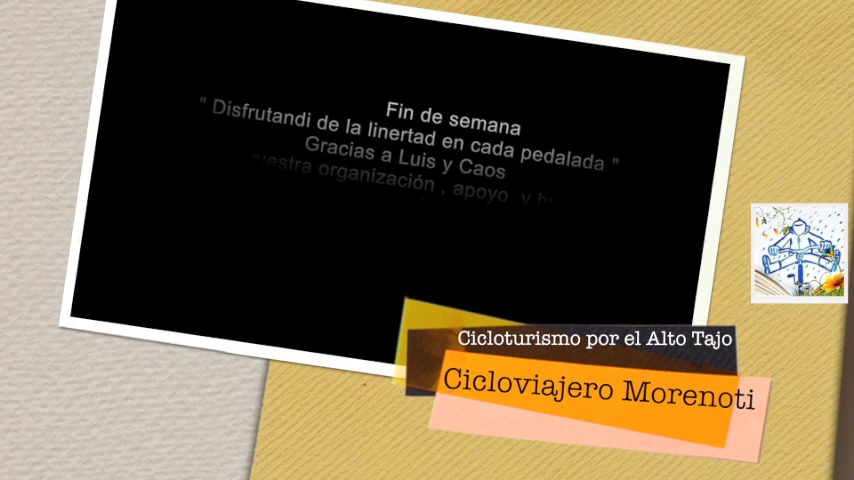 Fin de semana
" Disfrutandi de la linertad en cada pedalada "
Gracias a Luis y Caos
organización , apoyo y
Cicloturismo por el Alto Tajo
Cicloviajero Morenoti